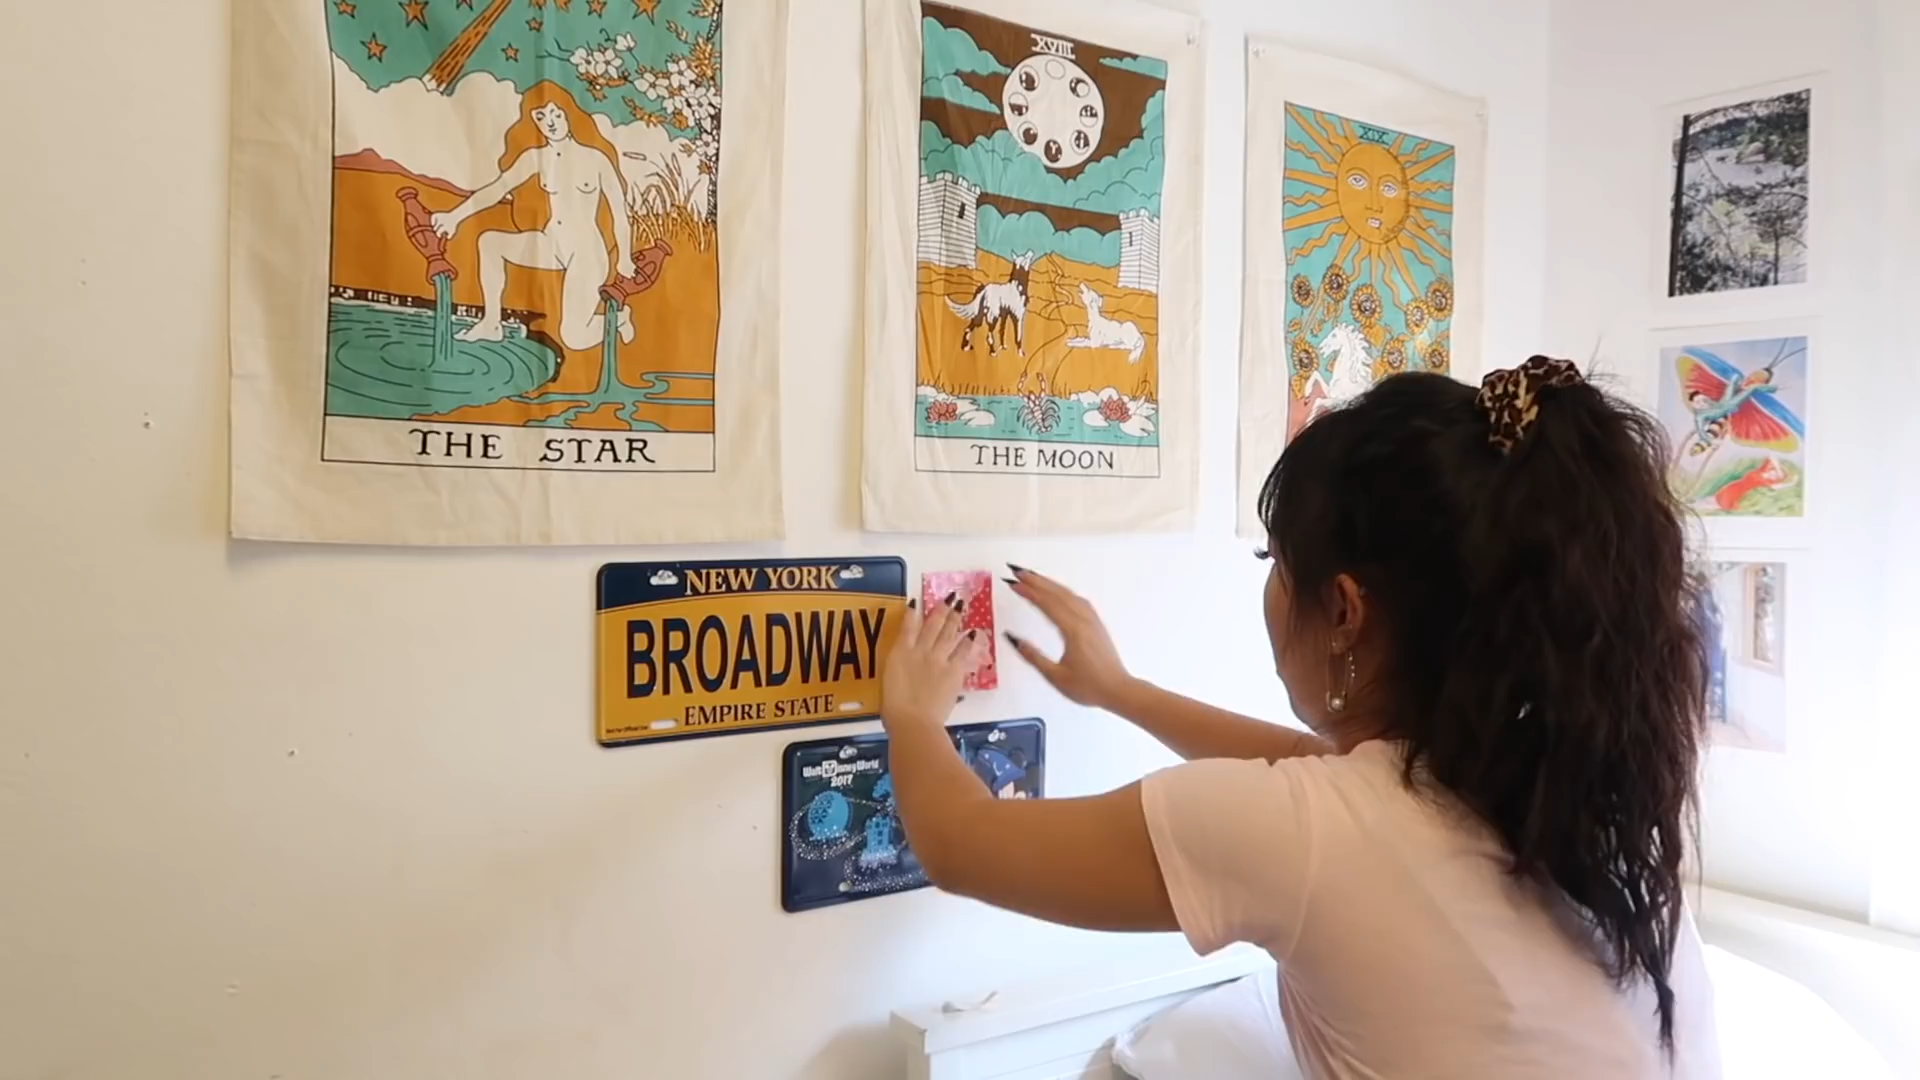 THE STAR
XVIII
THE MOON
XIX
NEW YORK
BROADWAY
EMPIRE STATE
Walt Disney World
2017